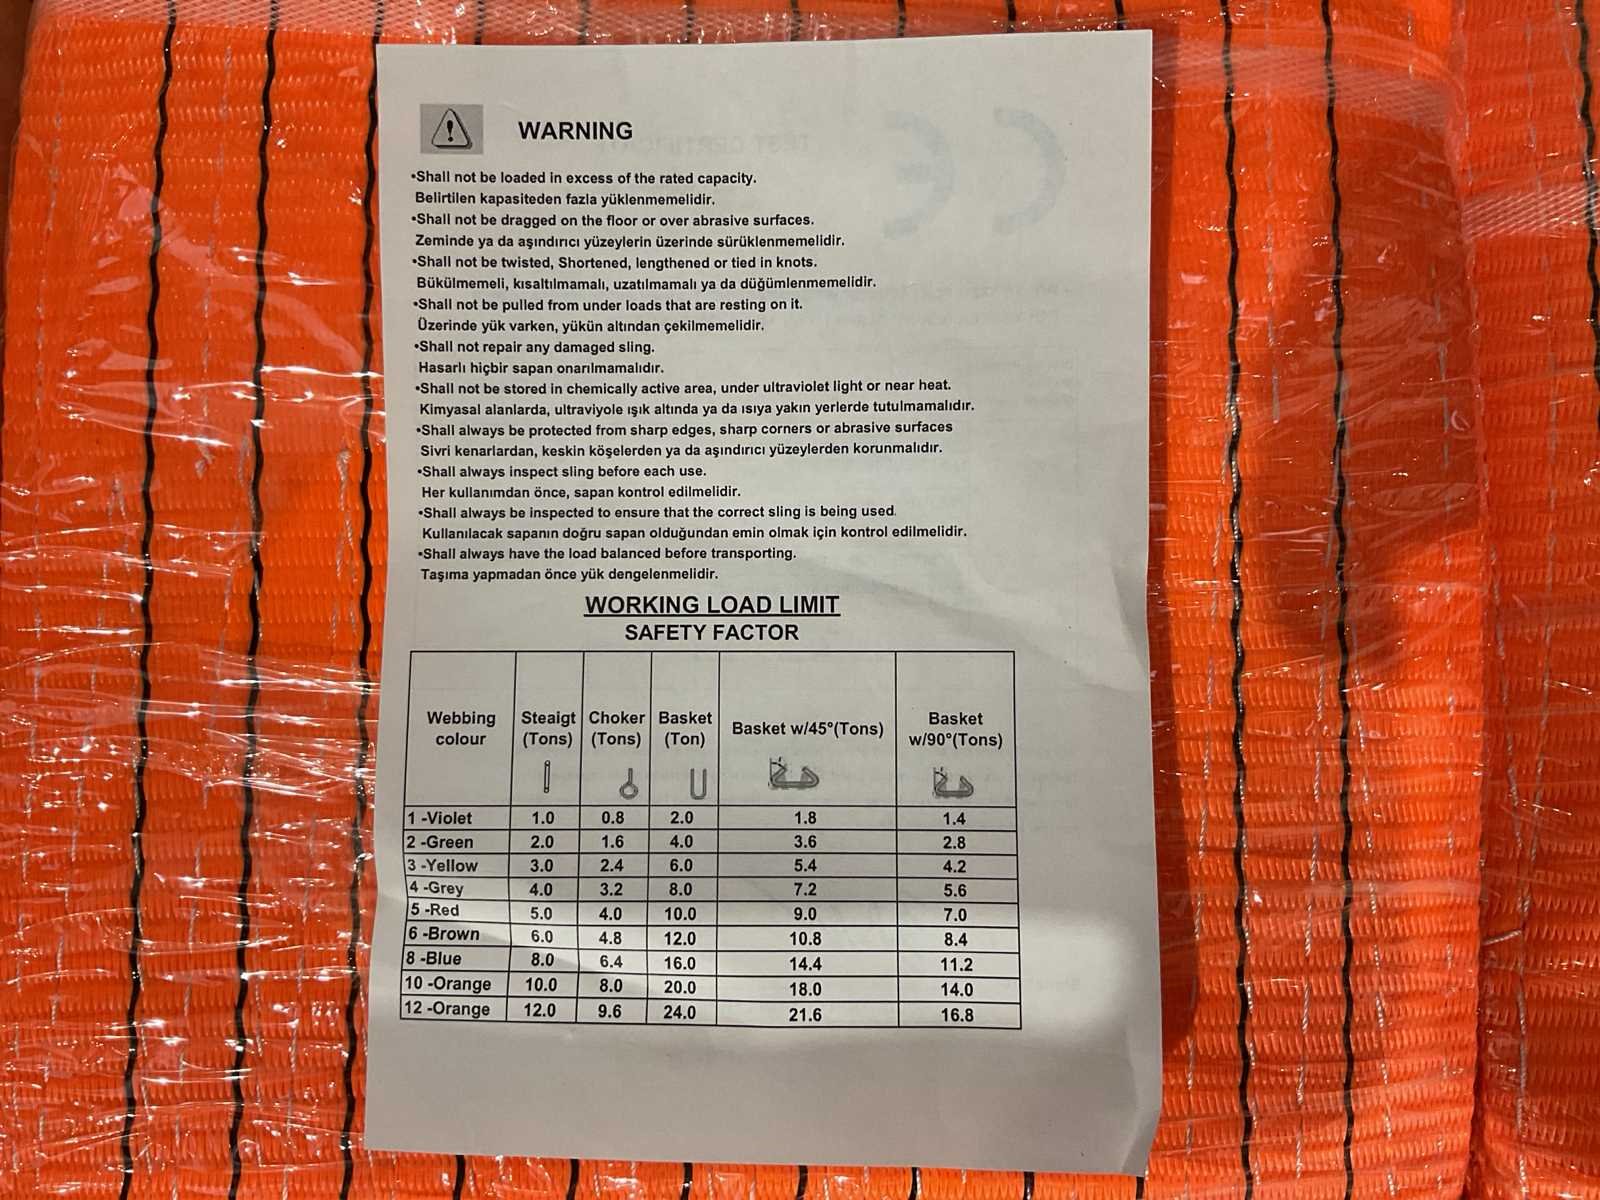 WARNING
•Shall not be loaded in excess of the rated capacity.
Belirtilen kapasiteden fazla yüklenmemelidir.
•Shall not be dragged on the floor or over abrasive surfaces.
Zeminde ya da aşındırıcı yüzeylerin üzerinde sürüklenmemelidir.
•Shall not be twisted, Shortened, lengthened or tied in knots.
Bükülmemeli, kısaltılmamalı, uzatılmamalı ya da düğümlenmemelidir.
•Shall not be pulled from under loads that are resting on it.
Üzerinde yük varken, yükün altından çekilmemelidir.
•Shall not repair any damaged sling.
Hasarlı hiçbir sapan onarılmamalıdır.
•Shall not be stored in chemically active area, under ultraviolet light or near heat.
Kimyasal alanlarda, ultraviyole ışık altında ya da ısıya yakın yerlerde tutulmamalıdır.
•Shall always be protected from sharp edges, sharp corners or abrasive surfaces
Sivri kenarlardan, keskin köşelerden ya da aşındırıcı yüzeylerden korunmalıdır.
•Shall always inspect sling before each use.
Her kullanımdan önce, sapan kontrol edilmelidir.
•Shall always be inspected to ensure that the correct sling is being used.
Kullanılacak sapanın doğru sapan olduğundan emin olmak için kontrol edilmelidir.
•Shall always have the load balanced before transporting.
Taşıma yapmadan önce yük dengelenmelidir.
WORKING LOAD LIMIT
SAFETY FACTOR
Webbing colour Steaigt (Tons) Choker (Tons) Basket (Ton) Basket w/45°(Tons) Basket w/90°(Tons)
1 -Violet 1.0 0.8 2.0 1.8 1.4
2 -Green 2.0 1.6 4.0 3.6 2.8
3 -Yellow 3.0 2.4 6.0 5.4 4.2
4 -Grey 4.0 3.2 8.0 7.2 5.6
5 -Red 5.0 4.0 10.0 9.0 7.0
6 -Brown 6.0 4.8 12.0 10.8 8.4
8 -Blue 8.0 6.4 16.0 14.4 11.2
10 -Orange 10.0 8.0 20.0 18.0 14.0
12 -Orange 12.0 9.6 24.0 21.6 16.8